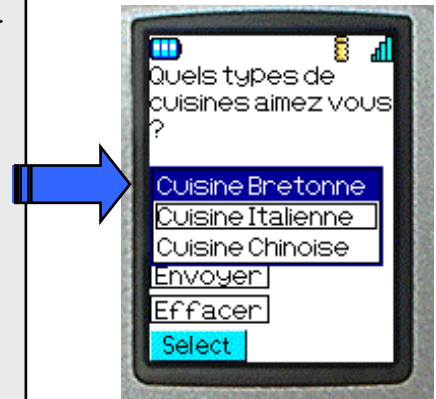 Quels types de
cuisines aimez vous
?
Cuisine Bretonne
Cuisine Italienne
Cuisine Chinoise
Envoyer
Effacer
Select